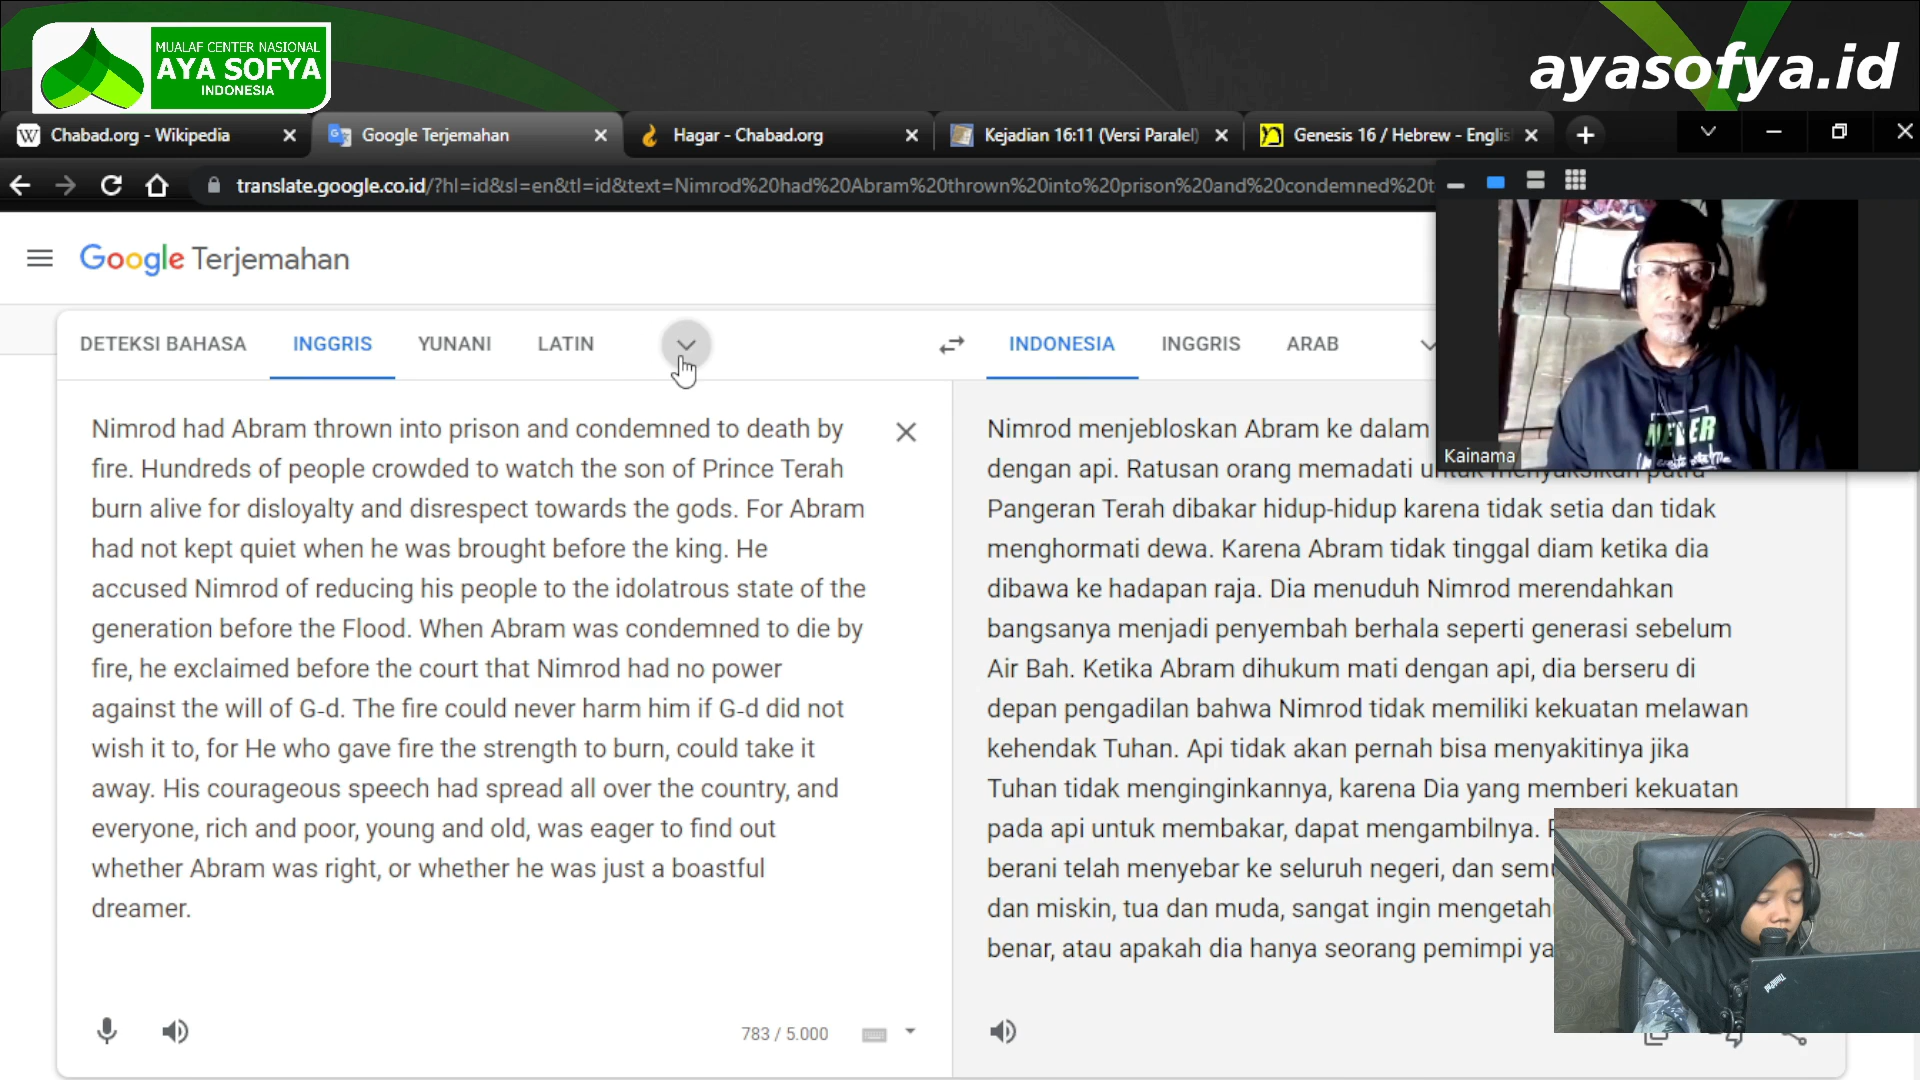 MUALAF CENTER NASIONAL
AYA SOFYA
INDONESIA
ayasofya.id
Chabad.org - Wikipedia
Google Terjemahan
Hagar - Chabad.org
Kejadian 16:11 (Versi Paralel)
Genesis 16 / Hebrew - Englis
translate.google.co.id/?hl=id&sl=en&tl=id&text=Nimrod%20had%20Abram%20thrown%20into%20prison%20and%20condemned%20t
Google Terjemahan
DETEKSI BAHASA
INGGRIS
YUNANI
LATIN
INDONESIA
INGGRIS
ARAB
Nimrod had Abram thrown into prison and condemned to death by
fire. Hundreds of people crowded to watch the son of Prince Terah
burn alive for disloyalty and disrespect towards the gods. For Abram
had not kept quiet when he was brought before the king. He
accused Nimrod of reducing his people to the idolatrous state of the
generation before the Flood. When Abram was condemned to die by
fire, he exclaimed before the court that Nimrod had no power
against the will of G-d. The fire could never harm him if G-d did not
wish it to, for He who gave fire the strength to burn, could take it
away. His courageous speech had spread all over the country, and
everyone, rich and poor, young and old, was eager to find out
whether Abram was right, or whether he was just a boastful
dreamer.
783 / 5.000
Nimrod menjebloskan Abram ke dalam
dengan api. Ratusan orang memadati untuk menyaksikan putra
Pangeran Terah dibakar hidup-hidup karena tidak setia dan tidak
menghormati dewa. Karena Abram tidak tinggal diam ketika dia
dibawa ke hadapan raja. Dia menuduh Nimrod merendahkan
bangsanya menjadi penyembah berhala seperti generasi sebelum
Air Bah. Ketika Abram dihukum mati dengan api, dia berseru di
depan pengadilan bahwa Nimrod tidak memiliki kekuatan melawan
kehendak Tuhan. Api tidak akan pernah bisa menyakitinya jika
Tuhan tidak menginginkannya, karena Dia yang memberi kekuatan
pada api untuk membakar, dapat mengambilnya.
berani telah menyebar ke seluruh negeri, dan
dan miskin, tua dan muda, sangat ingin
benar, atau apakah dia hanya seorang pemimpi
Kainama
NEVER
ThinkPad